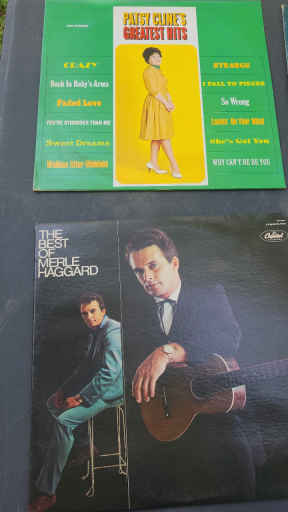 PATSY CLINE'S
GREATEST HITS
CRAZY
STRANGE
Back In Baby's Arms
I FALL TO PIECES
Faded Love
So Wrong
YOU'RE STRONGER THAN ME
Leavin' On Your Mind
Sweet Dreams
She's Got You
Walkin After Midnight
WHY CAN'T HE BE YOU
THE
BEST
OF
MERLE
HAGGARD
Capitol